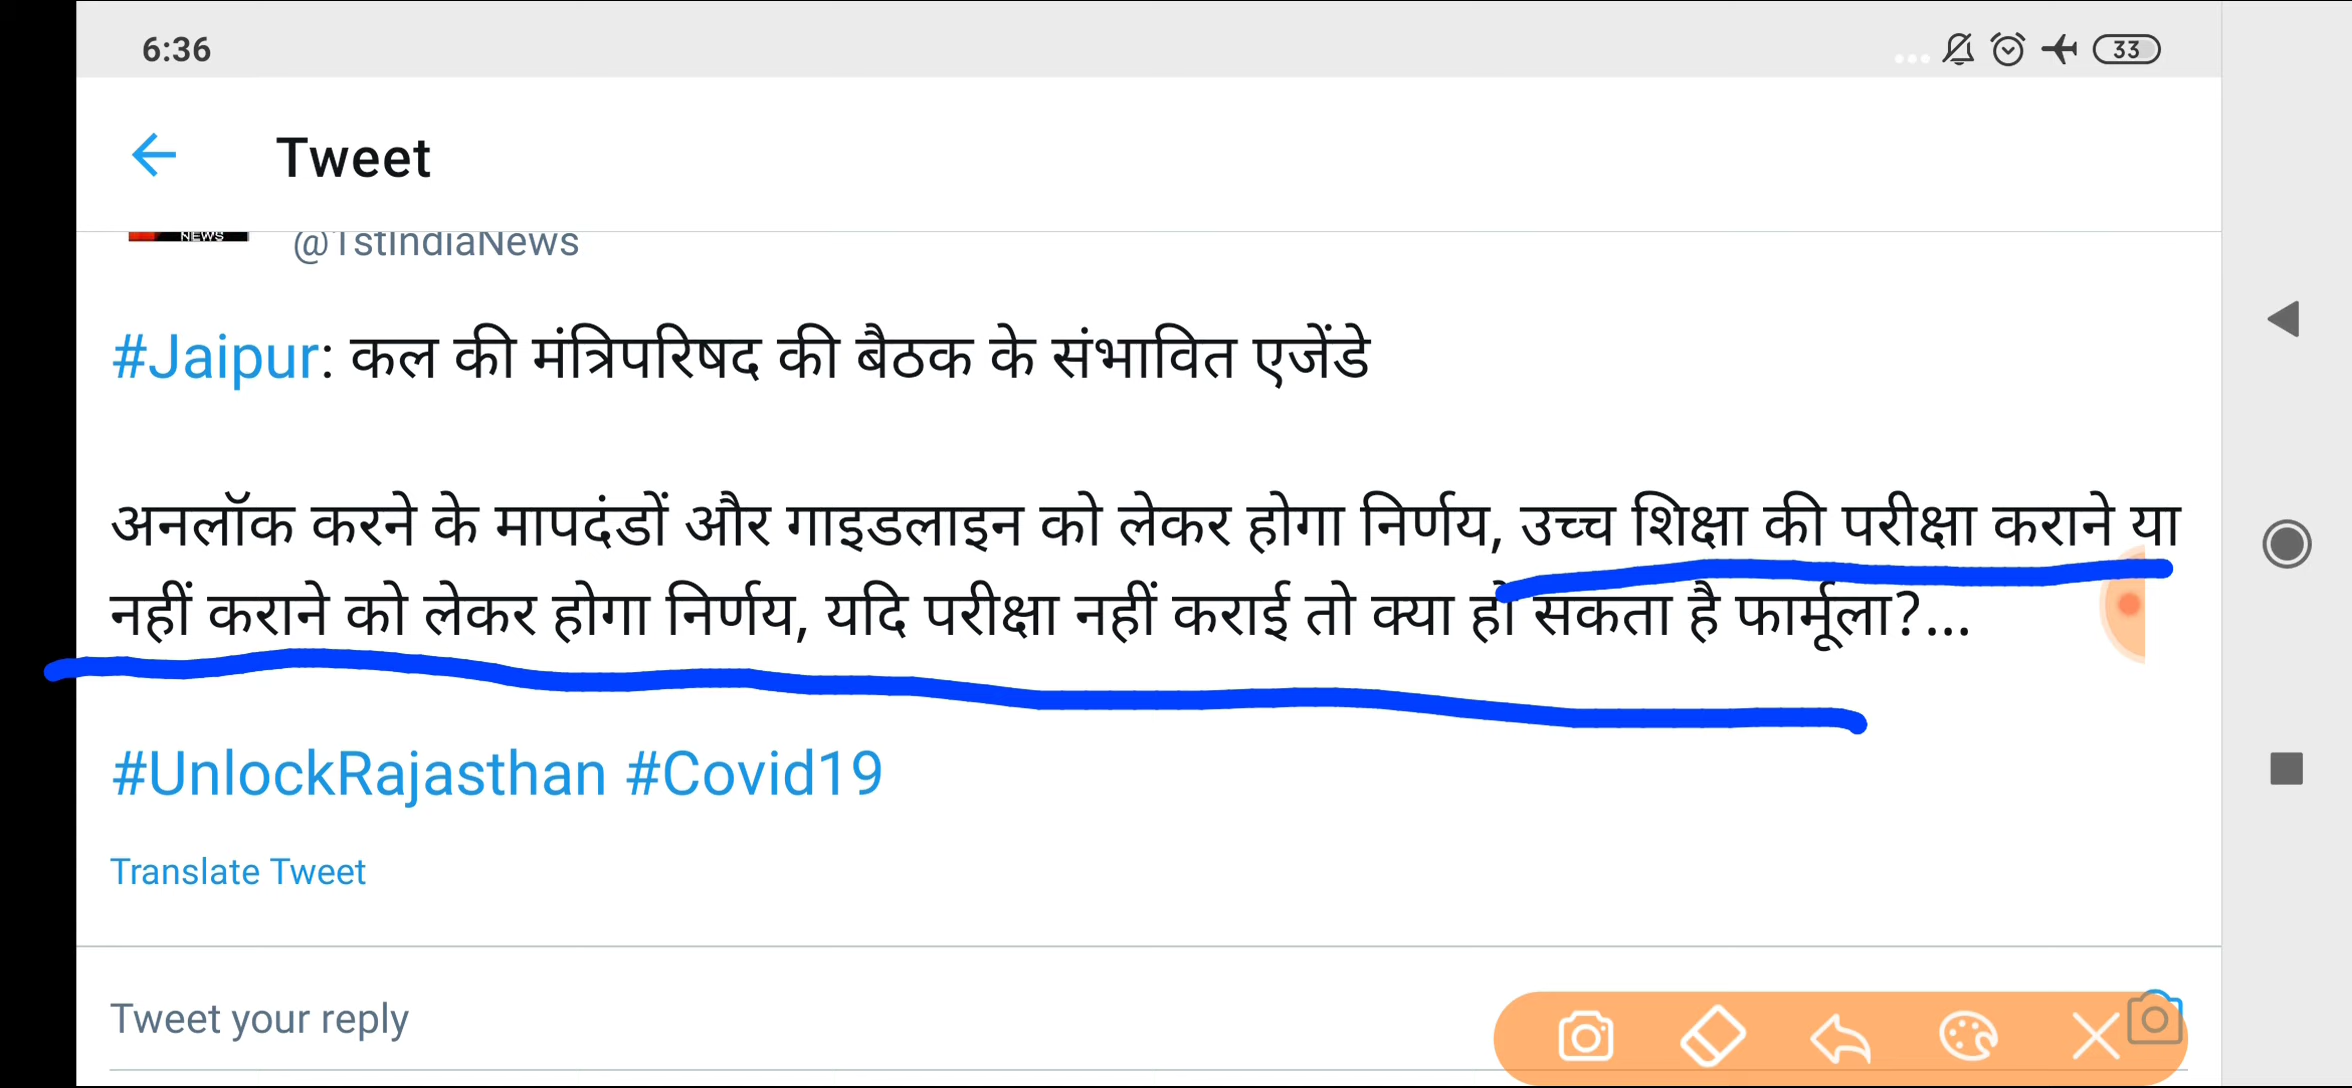 6:36
33
Tweet
NEWS
@1stIndiaNews
#Jaipur: कल की मंत्रिपरिषद की बैठक के संभावित एजेंडे
अनलॉक करने के मापदंडों और गाइडलाइन को लेकर होगा निर्णय, उच्च शिक्षा की परीक्षा कराने या
नहीं कराने को लेकर होगा निर्णय, यदि परीक्षा नहीं कराई तो क्या हो सकता है फार्मूला?...
#UnlockRajasthan #Covid19
Translate Tweet
Tweet your reply